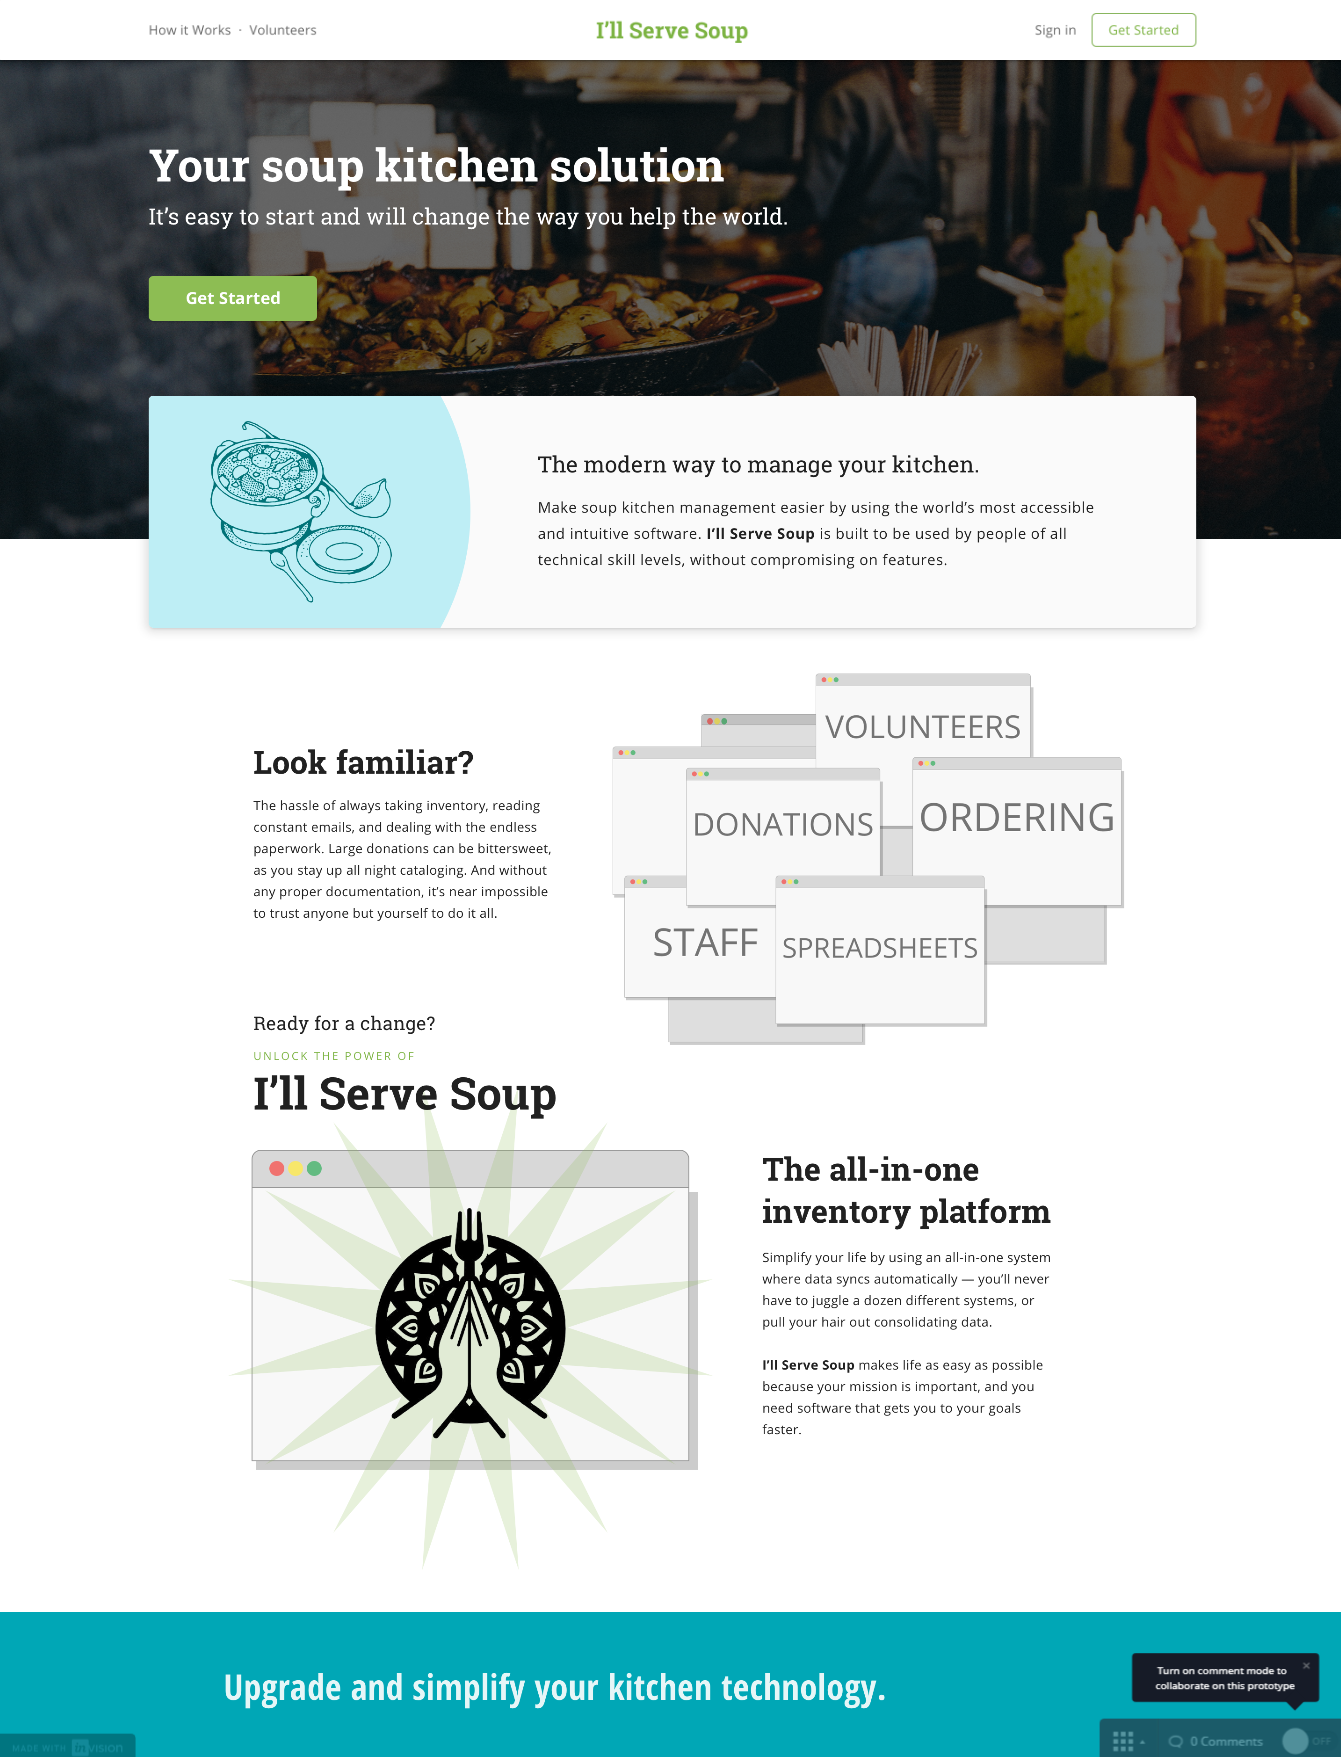 How it Works · Volunteers
I'll Serve Soup
Sign in
Get Started
Your soup kitchen solution
It's easy to start and will change the way you help the world.
Get Started
The modern way to manage your kitchen.
Make soup kitchen management easier by using the world's most accessible
and intuitive software. I'll Serve Soup is built to be used by people of all
technical skill levels, without compromising on features.
Look familiar?
The hassle of always taking inventory, reading
constant emails, and dealing with the endless
paperwork. Large donations can be bittersweet,
as you stay up all night cataloging. And without
any proper documentation, it's near impossible
to trust anyone but yourself to do it all.
VOLUNTEERS
DONATIONS
ORDERING
STAFF
SPREADSHEETS
Ready for a change?
UNLOCK THE POWER OF
I'll Serve Soup
The all-in-one
inventory platform
Simplify your life by using an all-in-one system
where data syncs automatically — you'll never
have to juggle a dozen different systems, or
pull your hair out consolidating data.
I'll Serve Soup makes life as easy as possible
because your mission is important, and you
need software that gets you to your goals
faster.
Upgrade and simplify your kitchen technology.
Turn on comment mode to
collaborate on this prototype
MADE WITH invision
0 Comments
OFF